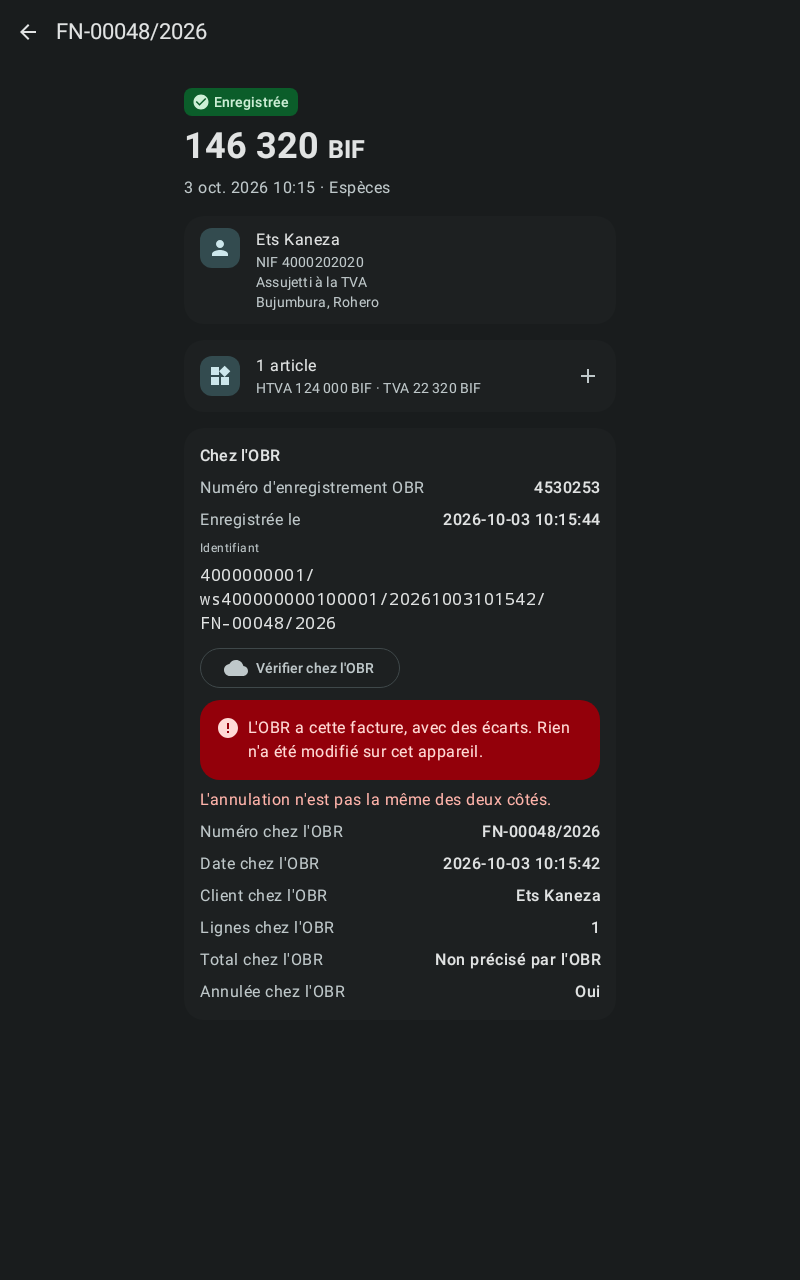 FN-00048/2026
Enregistrée
146 320 BIF
3 oct. 2026 10:15 · Espèces
Ets Kaneza
NIF 4000202020
Assujetti à la TVA
Bujumbura, Rohero
1 article
HTVA 124 000 BIF · TVA 22 320 BIF
Chez l'OBR
Numéro d'enregistrement OBR 4530253
Enregistrée le 2026-10-03 10:15:44
Identifiant
4000000001/
ws400000000100001/20261003101542/
FN-00048/2026
Vérifier chez l'OBR
L'OBR a cette facture, avec des écarts. Rien
n'a été modifié sur cet appareil.
L'annulation n'est pas la même des deux côtés.
Numéro chez l'OBR FN-00048/2026
Date chez l'OBR 2026-10-03 10:15:42
Client chez l'OBR Ets Kaneza
Lignes chez l'OBR 1
Total chez l'OBR Non précisé par l'OBR
Annulée chez l'OBR Oui